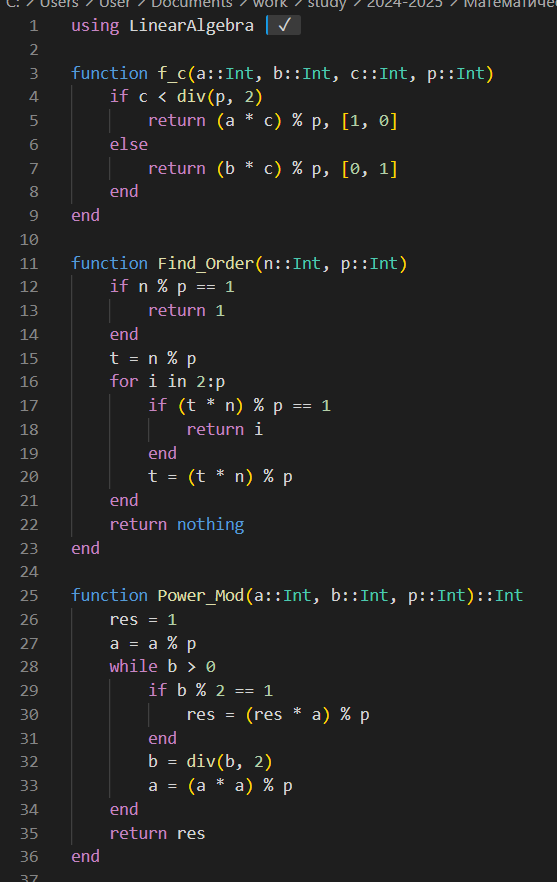 C: > Users > User > Documents > work > study > 2024-2025 > Математичес
1 using LinearAlgebra ✓
2
3 function f_c(a::Int, b::Int, c::Int, p::Int)
4     if c < div(p, 2)
5         return (a * c) % p, [1, 0]
6     else
7         return (b * c) % p, [0, 1]
8     end
9 end
10
11 function Find_Order(n::Int, p::Int)
12     if n % p == 1
13         return 1
14     end
15     t = n % p
16     for i in 2:p
17         if (t * n) % p == 1
18             return i
19         end
20         t = (t * n) % p
21     end
22     return nothing
23 end
24
25 function Power_Mod(a::Int, b::Int, p::Int)::Int
26     res = 1
27     a = a % p
28     while b > 0
29         if b % 2 == 1
30             res = (res * a) % p
31         end
32         b = div(b, 2)
33         a = (a * a) % p
34     end
35     return res
36 end
37